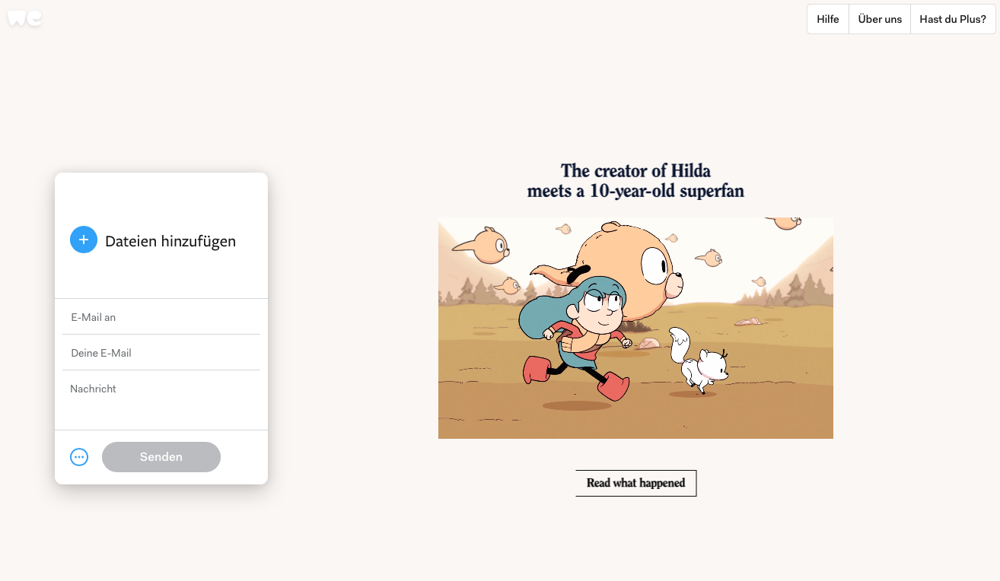 we
Hilfe
Über uns
Hast du Plus?
The creator of Hilda
meets a 10-year-old superfan
Dateien hinzufügen
E-Mail an
Deine E-Mail
Nachricht
Senden
Read what happened